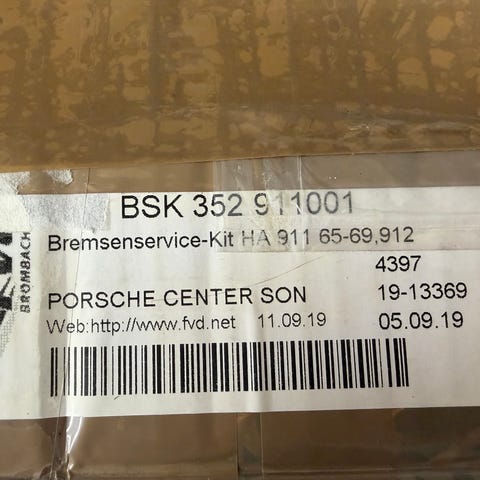 BSK 352 911001
Bremsenservice-Kit HA 911 65-69,912
4397
PORSCHE CENTER SON 19-13369
Web:http://www.fvd.net 11.09.19 05.09.19
BROMBACH